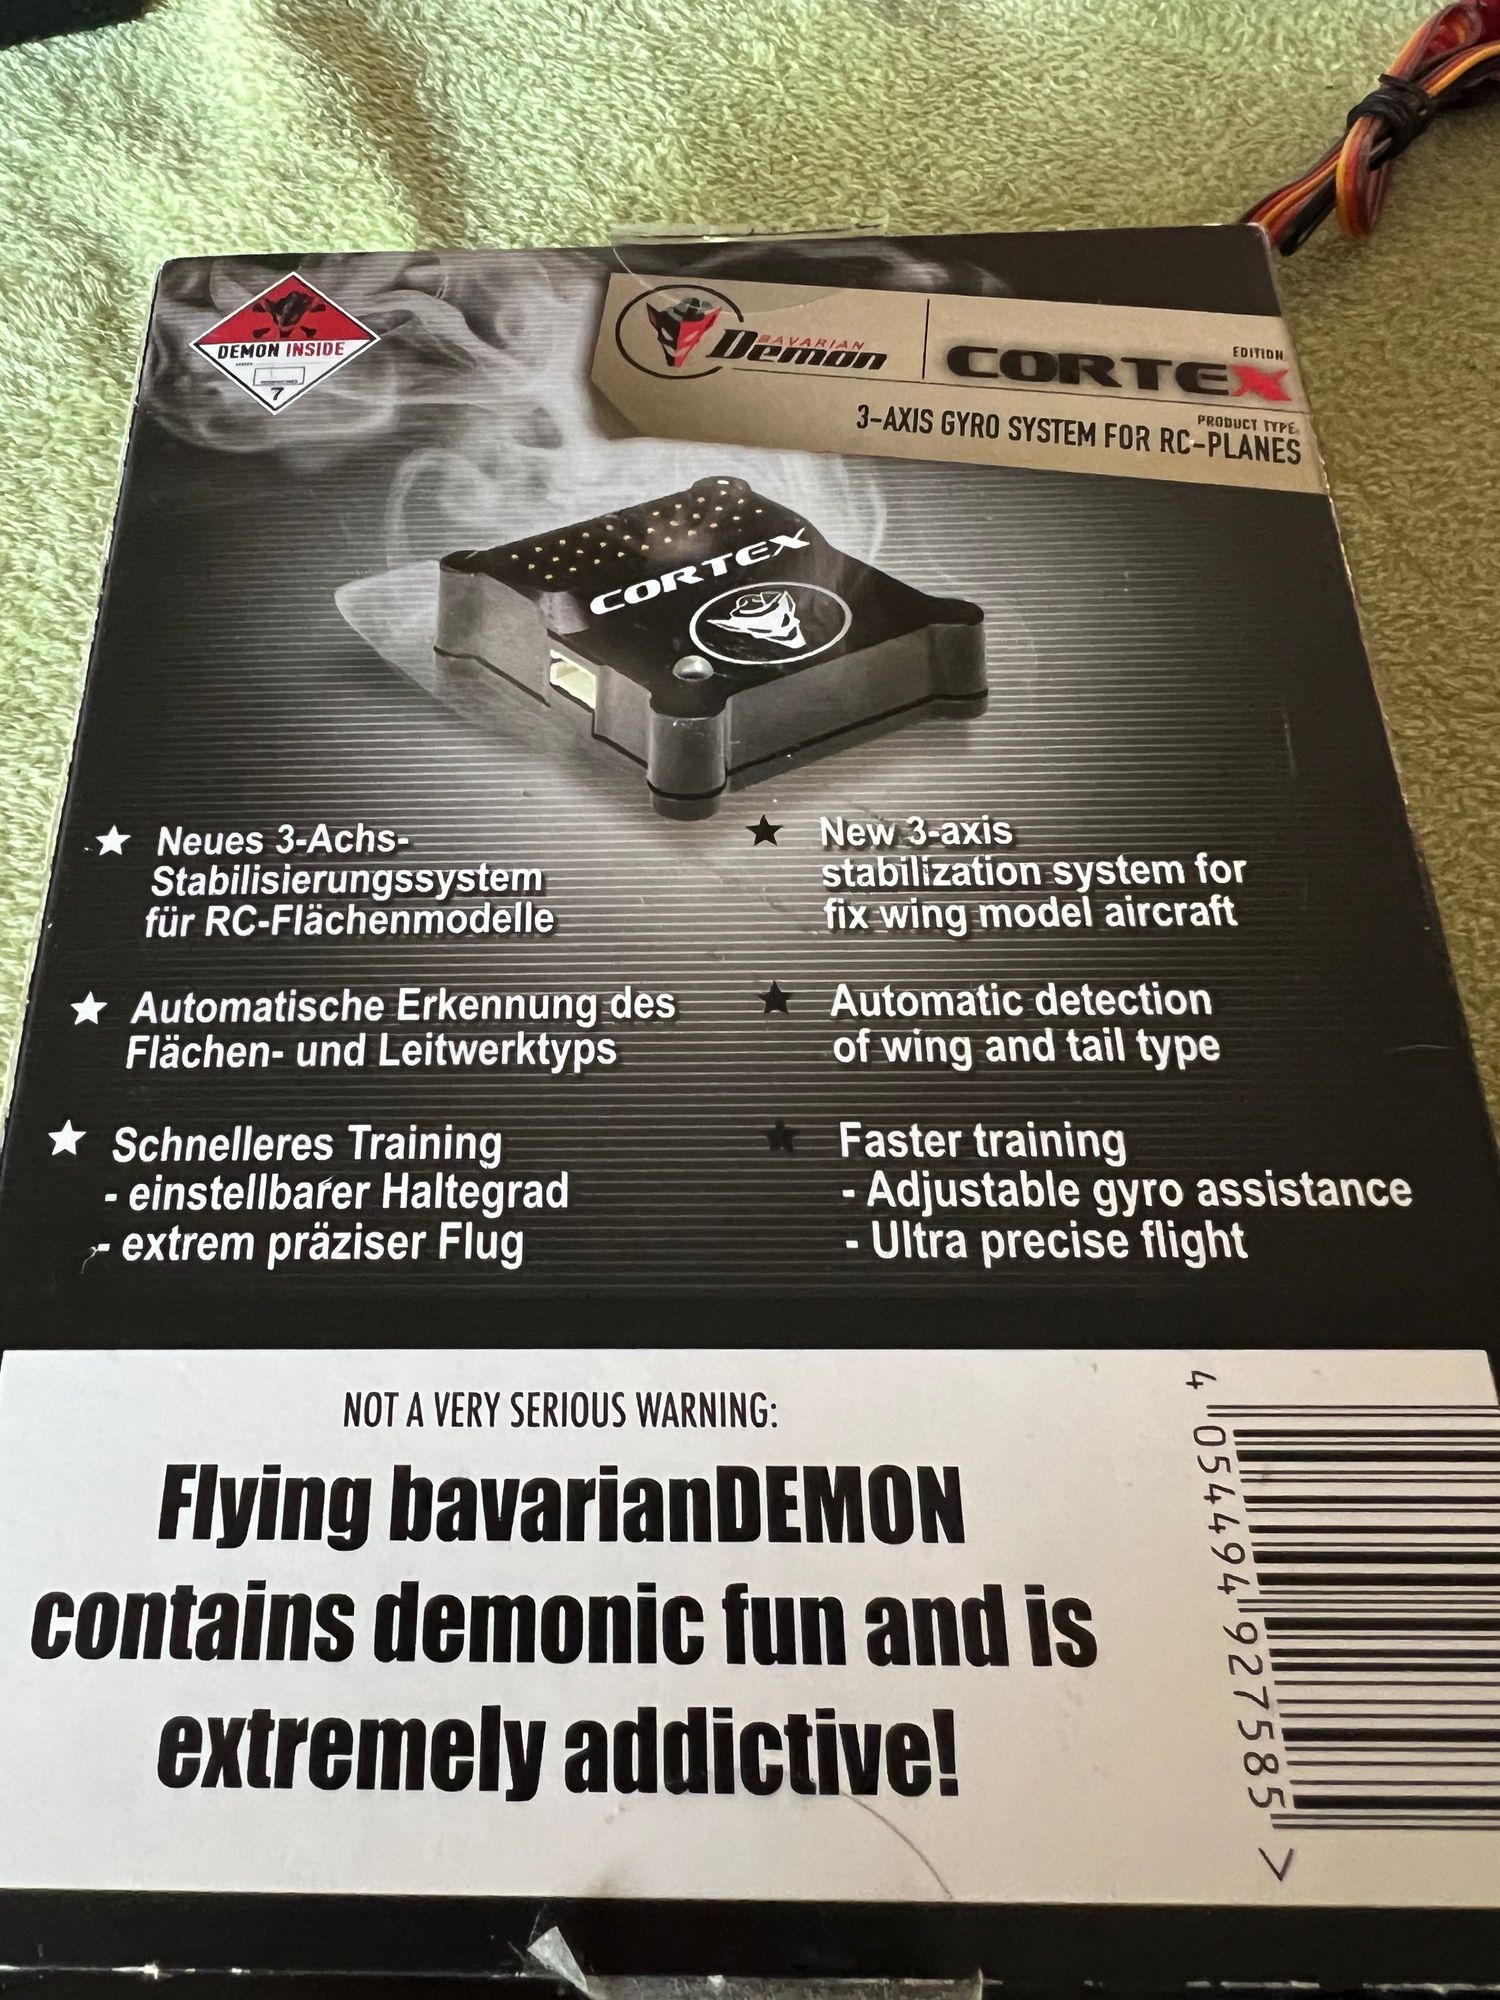 DEMON INSIDE
7
BAVARIAN
Demon
EDITION
CORTEX
PRODUCT TYPE:
3-AXIS GYRO SYSTEM FOR RC-PLANES
CORTEX
★ Neues 3-Achs-
Stabilisierungssystem
für RC-Flächenmodelle
★ Automatische Erkennung des
Flächen- und Leitwerktyps
★ Schnelleres Training
- einstellbarer Haltegrad
- extrem präziser Flug
★ New 3-axis
stabilization system for
fix wing model aircraft
★ Automatic detection
of wing and tail type
★ Faster training
- Adjustable gyro assistance
- Ultra precise flight
NOT A VERY SERIOUS WARNING:
Flying bavarianDEMON
contains demonic fun and is
extremely addictive!
4 054494 927585 >